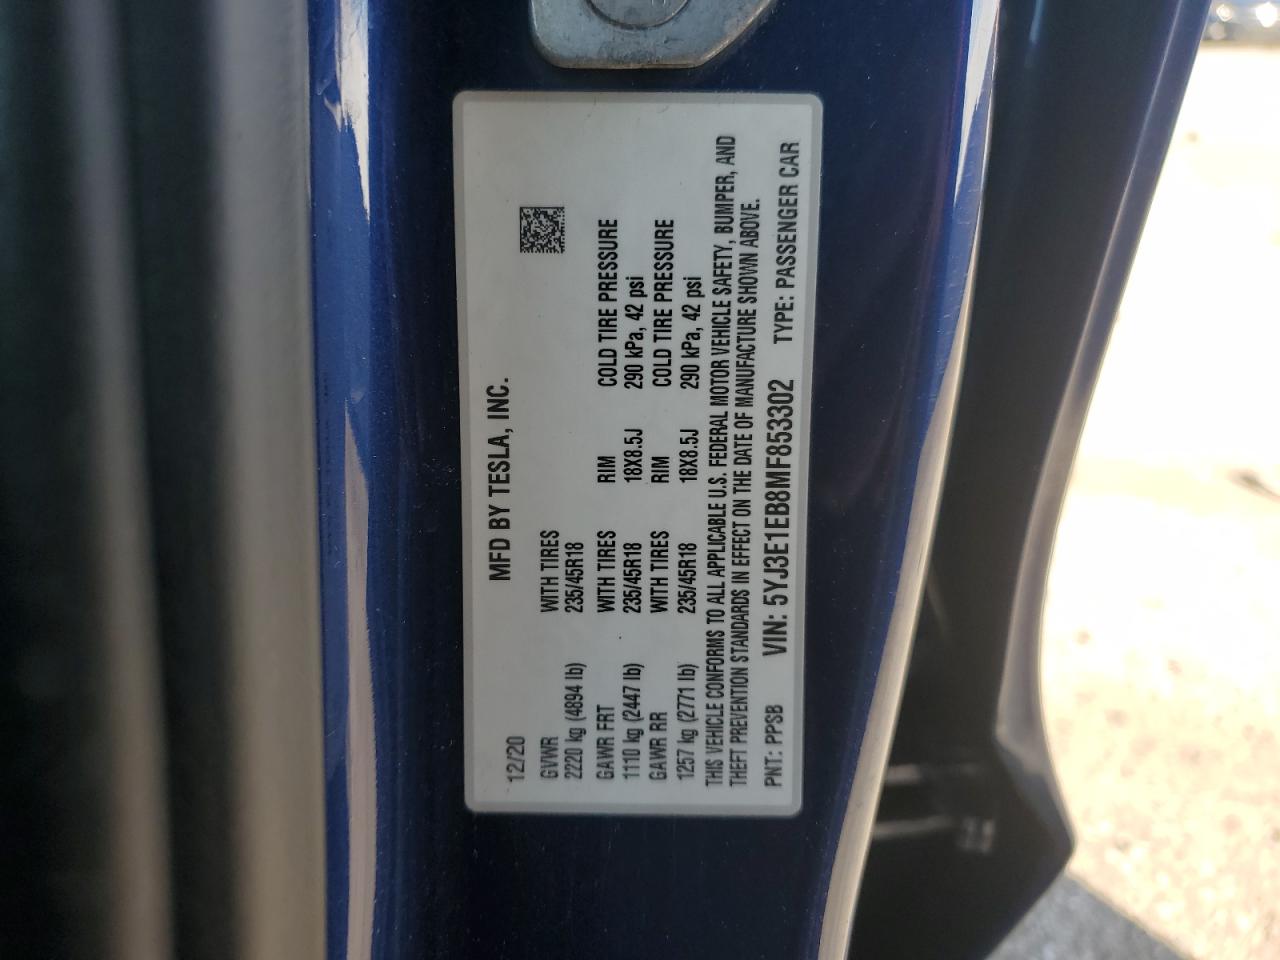 MFD BY TESLA, INC.
12/20
GVWR WITH TIRES
2220 kg (4894 lb) 235/45R18
GAWR FRT WITH TIRES RIM COLD TIRE PRESSURE
1110 kg (2447 lb) 235/45R18 18X8.5J 290 kPa, 42 psi
GAWR RR WITH TIRES RIM COLD TIRE PRESSURE
1257 kg (2771 lb) 235/45R18 18X8.5J 290 kPa, 42 psi
THIS VEHICLE CONFORMS TO ALL APPLICABLE U.S. FEDERAL MOTOR VEHICLE SAFETY, BUMPER, AND
THEFT PREVENTION STANDARDS IN EFFECT ON THE DATE OF MANUFACTURE SHOWN ABOVE.
PNT: PPSB VIN: 5YJ3E1EB8MF853302 TYPE: PASSENGER CAR